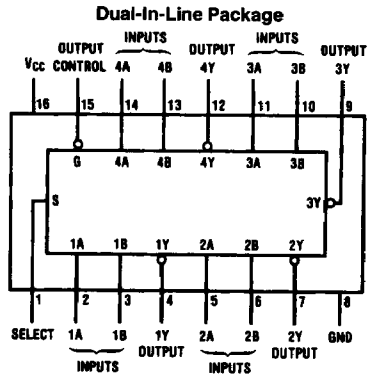 Dual-In-Line Package
OUTPUT INPUTS OUTPUT INPUTS OUTPUT
VCC CONTROL 4A 4B 4Y 3A 3B 3Y
16 15 14 13 12 11 10 9
G 4A 4B 4Y 3A 3B
S 3Y
1A 1B 1Y 2A 2B 2Y
1 2 3 4 5 6 7 8
SELECT 1A 1B 1Y 2A 2B 2Y GND
OUTPUT OUTPUT
INPUTS INPUTS